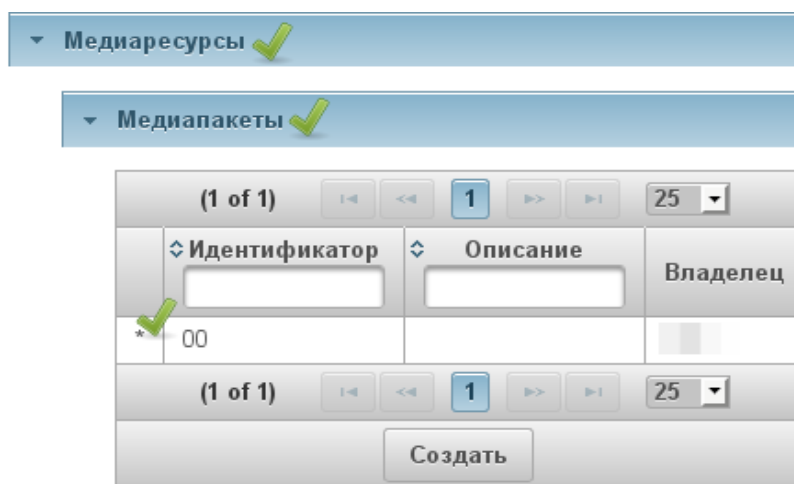 Медиаресурсы
Медиапакеты
(1 of 1) 1 25
Идентификатор Описание Владелец
* 00
(1 of 1) 1 25
Создать